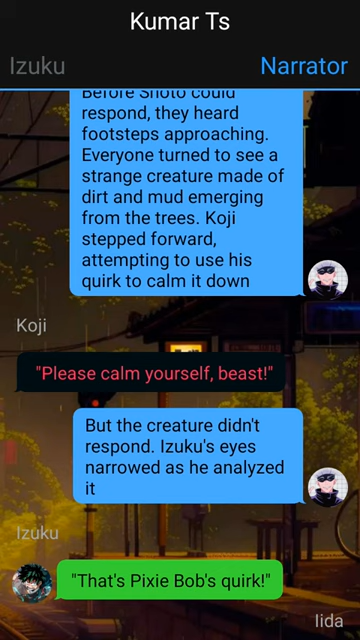 Kumar Ts
Izuku
Narrator
Before Shoto could
respond, they heard
footsteps approaching.
Everyone turned to see a
strange creature made of
dirt and mud emerging
from the trees. Koji
stepped forward,
attempting to use his
quirk to calm it down
Koji
"Please calm yourself, beast!"
But the creature didn't
respond. Izuku's eyes
narrowed as he analyzed
it
Izuku
"That's Pixie Bob's quirk!"
Iida